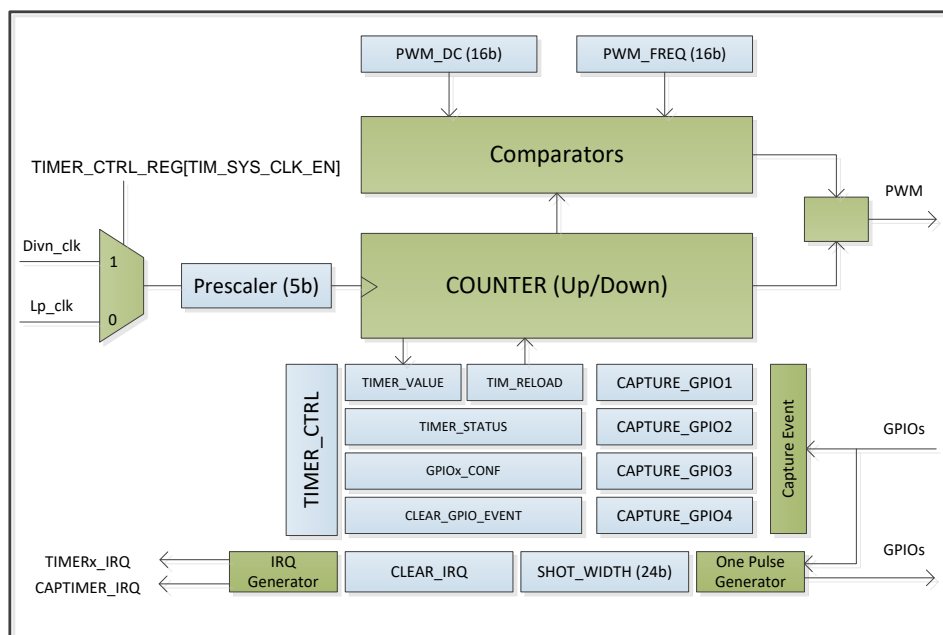 PWM_DC (16b)
PWM_FREQ (16b)
Comparators
TIMER_CTRL_REG[TIM_SYS_CLK_EN]
PWM
Divn_clk
1
Prescaler (5b)
COUNTER (Up/Down)
Lp_clk
0
TIMER_CTRL
TIMER_VALUE
TIM_RELOAD
CAPTURE_GPIO1
TIMER_STATUS
CAPTURE_GPIO2
GPIOx_CONF
CAPTURE_GPIO3
CLEAR_GPIO_EVENT
CAPTURE_GPIO4
Capture Event
GPIOs
TIMERx_IRQ
CAPTIMER_IRQ
IRQ
Generator
CLEAR_IRQ
SHOT_WIDTH (24b)
One Pulse
Generator
GPIOs